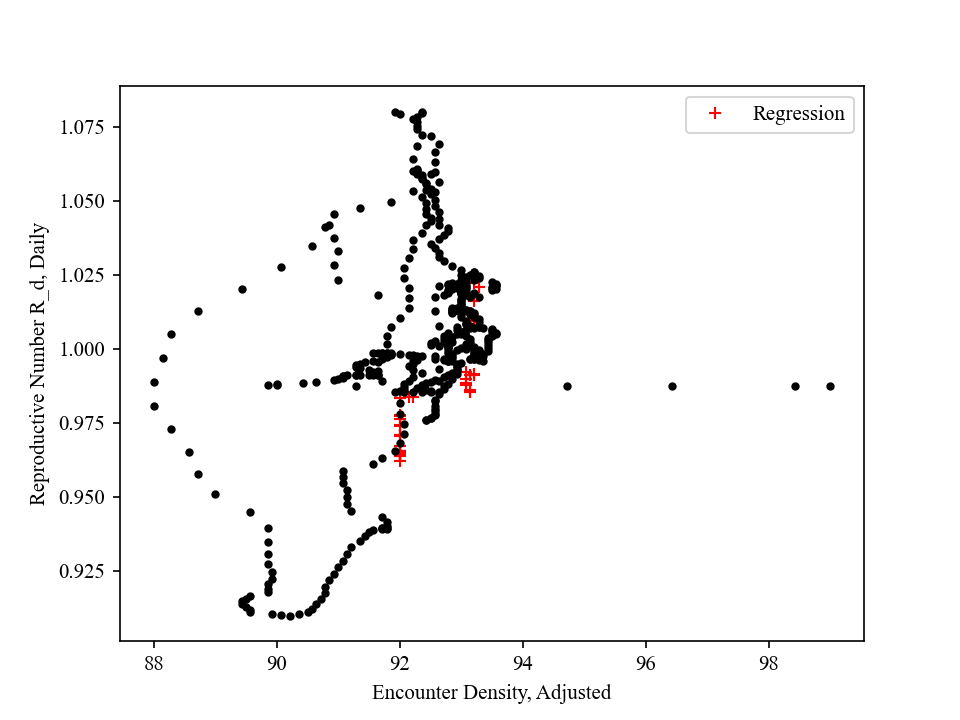 Regression
1.075
1.050
1.025
1.000
0.975
0.950
0.925
Reproductive Number R_d, Daily
88 90 92 94 96 98
Encounter Density, Adjusted